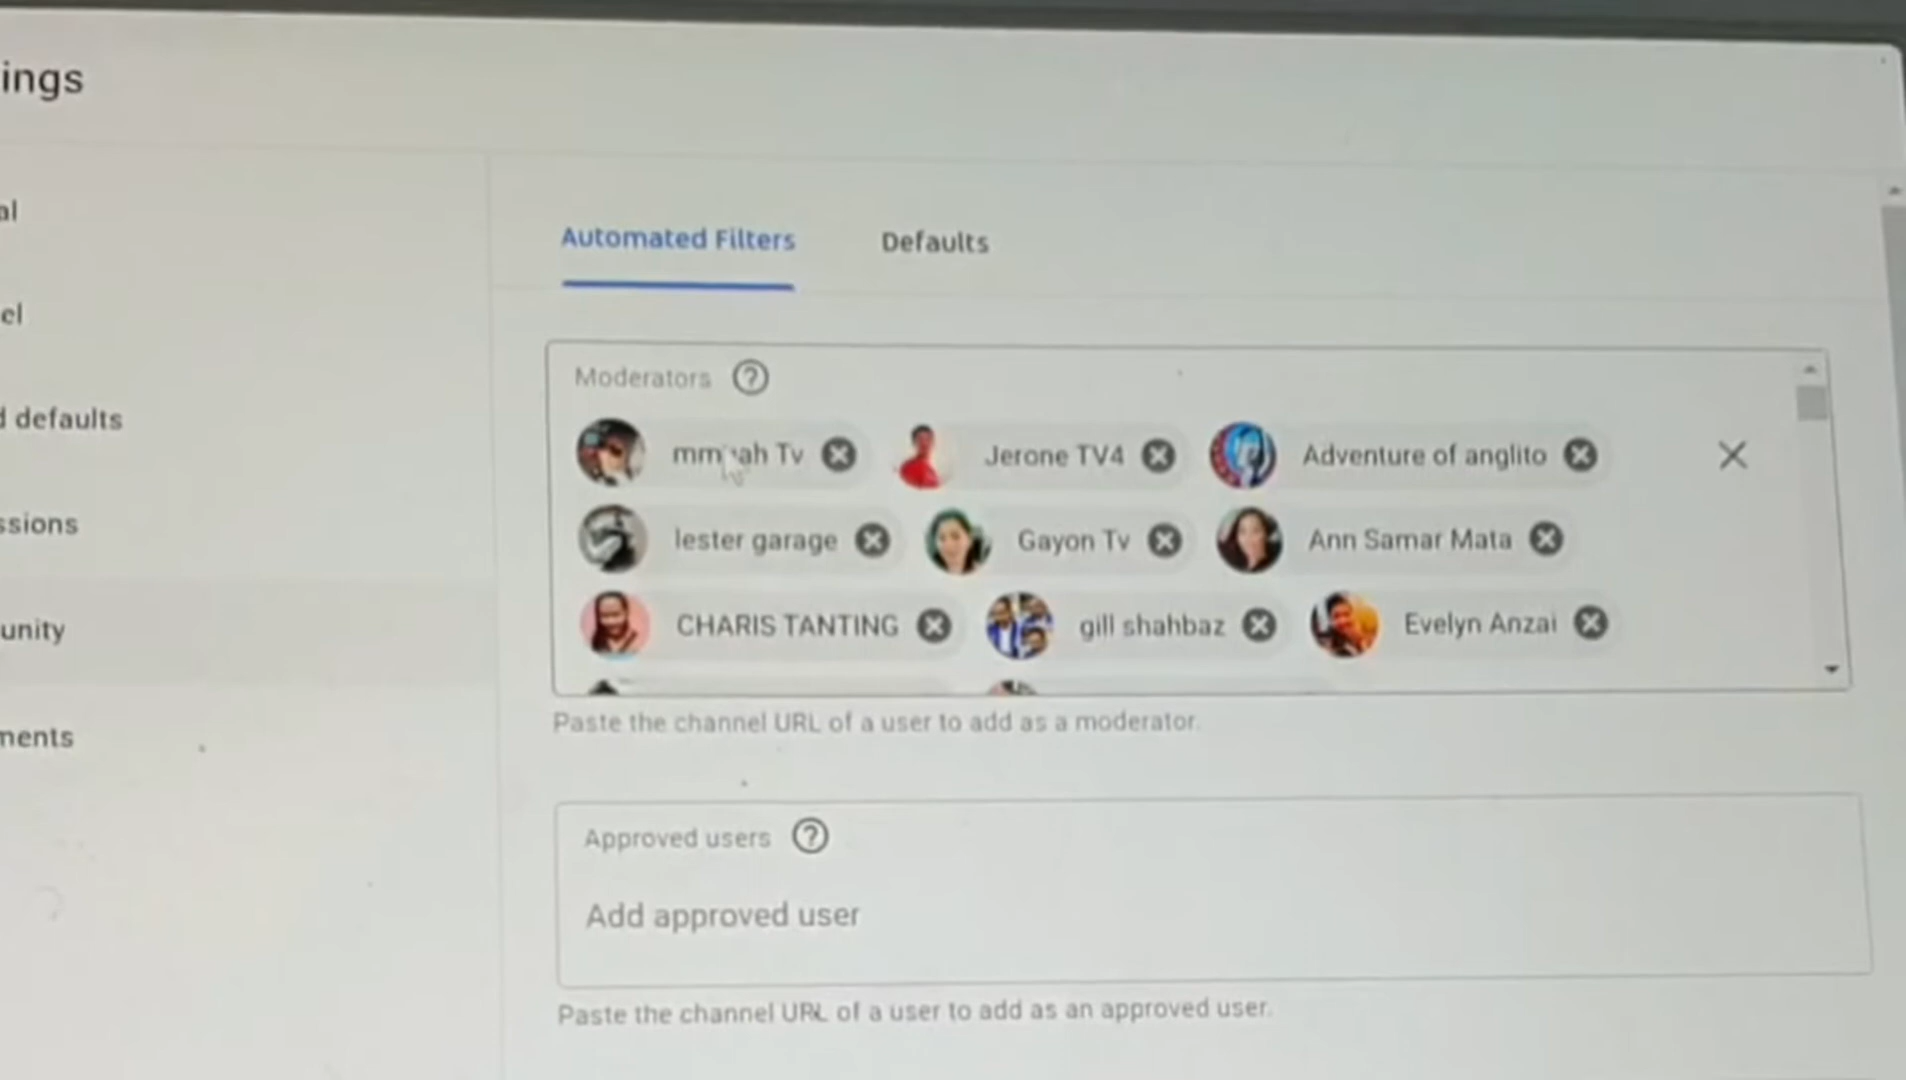 ings
al
el
d defaults
ssions
unity
ments
Automated Filters Defaults
Moderators ?
Tv Jerone TV4 Adventure of anglito
lester garage Gayon Tv Ann Samar Mata
CHARIS TANTING gill shahbaz Evelyn Anzai
Paste the channel URL of a user to add as a moderator.
Approved users ?
Add approved user
Paste the channel URL of a user to add as an approved user.